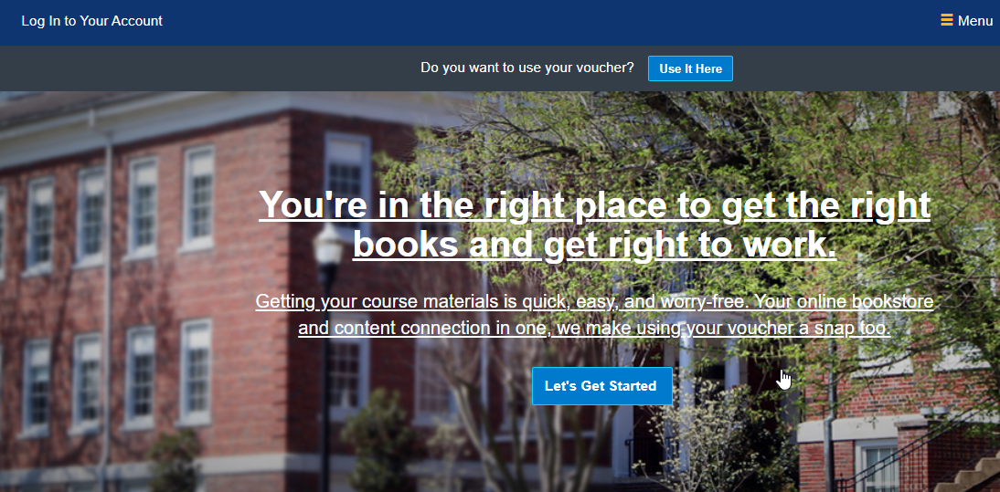 Log In to Your Account
Menu
Do you want to use your voucher?
Use It Here
You're in the right place to get the right
books and get right to work.
Getting your course materials is quick, easy, and worry-free. Your online bookstore
and content connection in one, we make using your voucher a snap too.
Let's Get Started